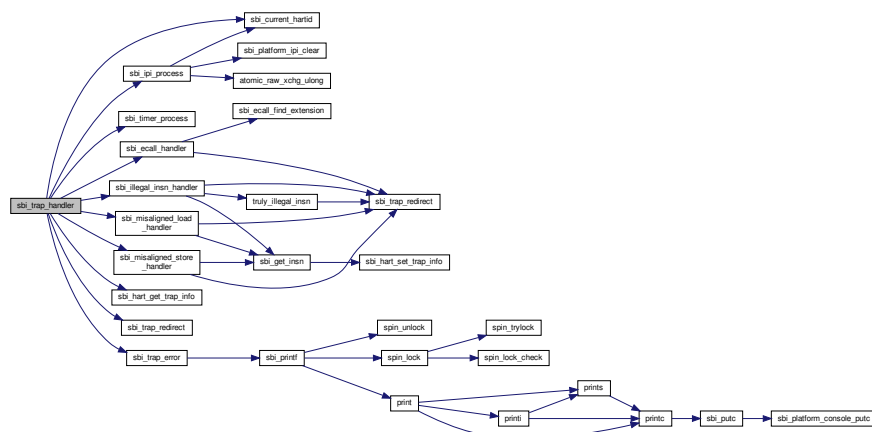 sbi_current_hartid
sbi_platform_ipi_clear
sbi_ipi_process
atomic_raw_xchg_ulong
sbi_ecall_find_extension
sbi_timer_process
sbi_ecall_handler
sbi_illegal_insn_handler
truly_illegal_insn
sbi_trap_redirect
sbi_trap_handler
sbi_misaligned_load
_handler
sbi_misaligned_store
_handler
sbi_get_insn
sbi_hart_set_trap_info
sbi_hart_get_trap_info
sbi_trap_redirect
spin_unlock
spin_trylock
sbi_trap_error
sbi_printf
spin_lock
spin_lock_check
prints
print
printi
printc
sbi_putc
sbi_platform_console_putc